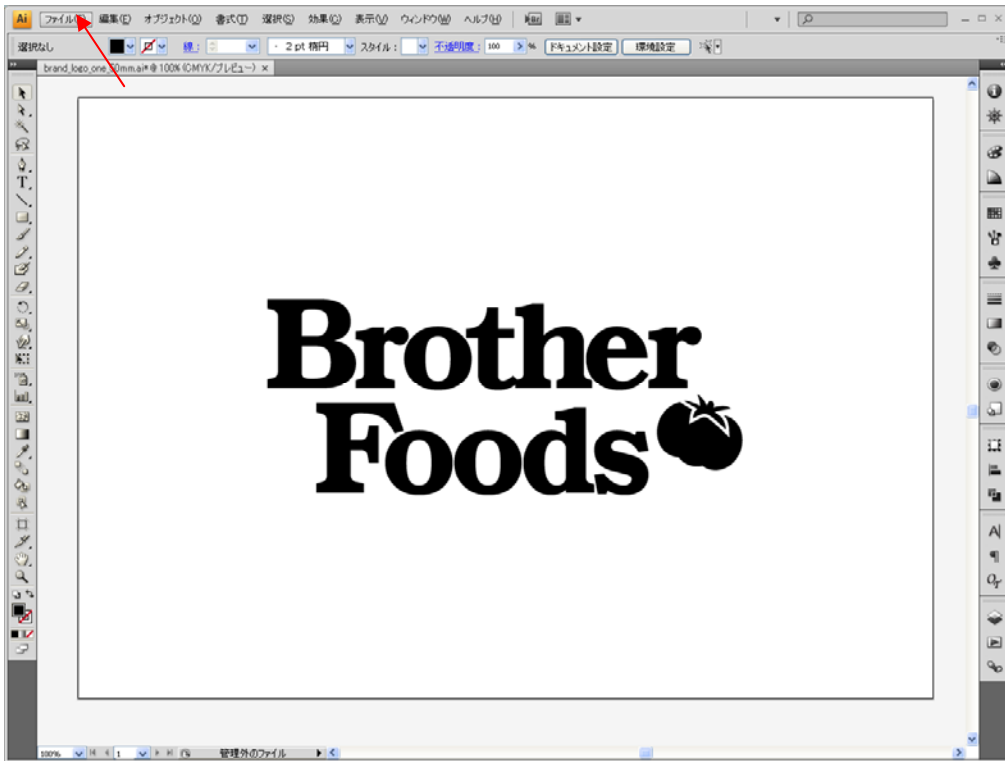 Ai ファイル(F) 編集(E) オブジェクト(O) 書式(T) 選択(S) 効果(C) 表示(V) ウィンドウ(W) ヘルプ(H) Br
選択なし 線: 2 pt 楕円 スタイル: 不透明度: 100 % ドキュメント設定 環境設定
brand_logo_one_50mm.ai* @ 100% (CMYK/プレビュー) ×
Brother
Foods
100% 1 管理外のファイル